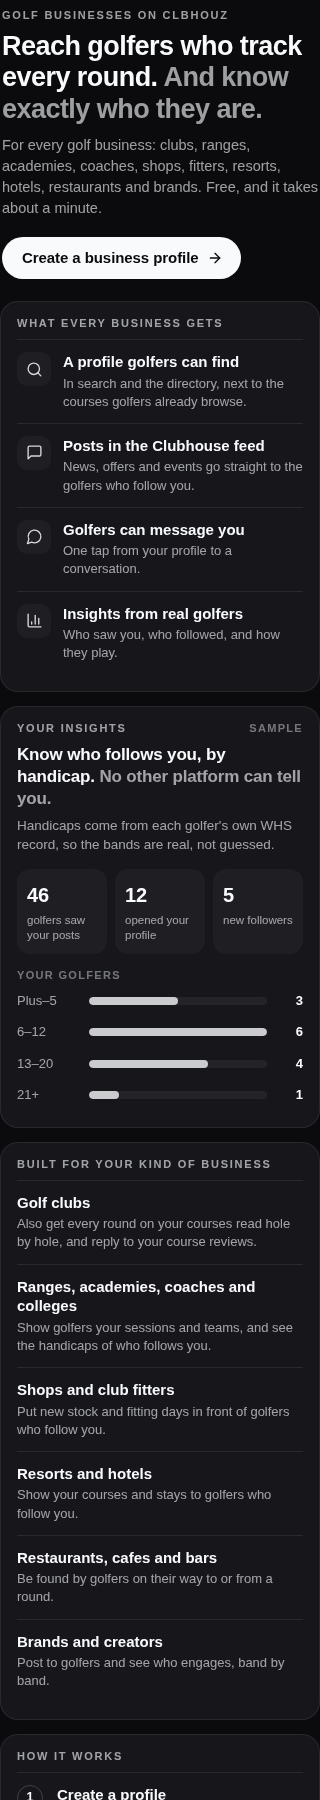 GOLF BUSINESSES ON CLBHOUZ
Reach golfers who track
every round. And know
exactly who they are.
For every golf business: clubs, ranges,
academies, coaches, shops, fitters, resorts,
hotels, restaurants and brands. Free, and it takes
about a minute.
Create a business profile →
WHAT EVERY BUSINESS GETS
A profile golfers can find
In search and the directory, next to the
courses golfers already browse.
Posts in the Clubhouse feed
News, offers and events go straight to the
golfers who follow you.
Golfers can message you
One tap from your profile to a
conversation.
Insights from real golfers
Who saw you, who followed, and how
they play.
YOUR INSIGHTS SAMPLE
Know who follows you, by
handicap. No other platform can tell
you.
Handicaps come from each golfer's own WHS
record, so the bands are real, not guessed.
46 12 5
golfers saw opened your new followers
your posts profile
YOUR GOLFERS
Plus–5 3
6–12 6
13–20 4
21+ 1
BUILT FOR YOUR KIND OF BUSINESS
Golf clubs
Also get every round on your courses read hole
by hole, and reply to your course reviews.
Ranges, academies, coaches and
colleges
Show golfers your sessions and teams, and see
the handicaps of who follows you.
Shops and club fitters
Put new stock and fitting days in front of golfers
who follow you.
Resorts and hotels
Show your courses and stays to golfers who
follow you.
Restaurants, cafes and bars
Be found by golfers on their way to or from a
round.
Brands and creators
Post to golfers and see who engages, band by
band.
HOW IT WORKS
1 Create a profile